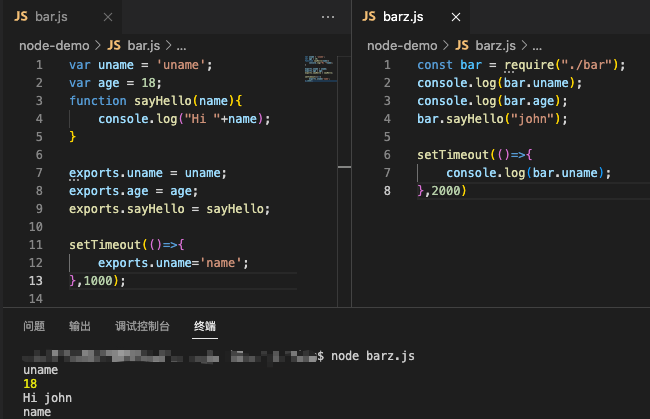 JS bar.js × ···
node-demo > JS bar.js > ...
1 var uname = 'uname';
2 var age = 18;
3 function sayHello(name){
4 console.log("Hi "+name);
5 }
6
7 exports.uname = uname;
8 exports.age = age;
9 exports.sayHello = sayHello;
10
11 setTimeout(()=>{
12 exports.uname='name';
13 },1000);
14
JS barz.js ×
node-demo > JS barz.js > ...
1 const bar = require("./bar");
2 console.log(bar.uname);
3 console.log(bar.age);
4 bar.sayHello("john");
5
6 setTimeout(()=>{
7 console.log(bar.uname);
8 },2000)
问题 输出 调试控制台 终端
$ node barz.js
uname
18
Hi john
name